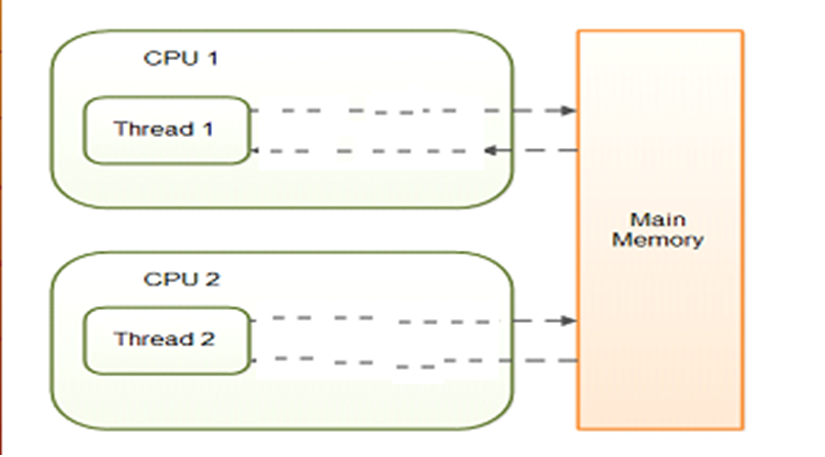 CPU 1
Thread 1
Main
Memory
CPU 2
Thread 2